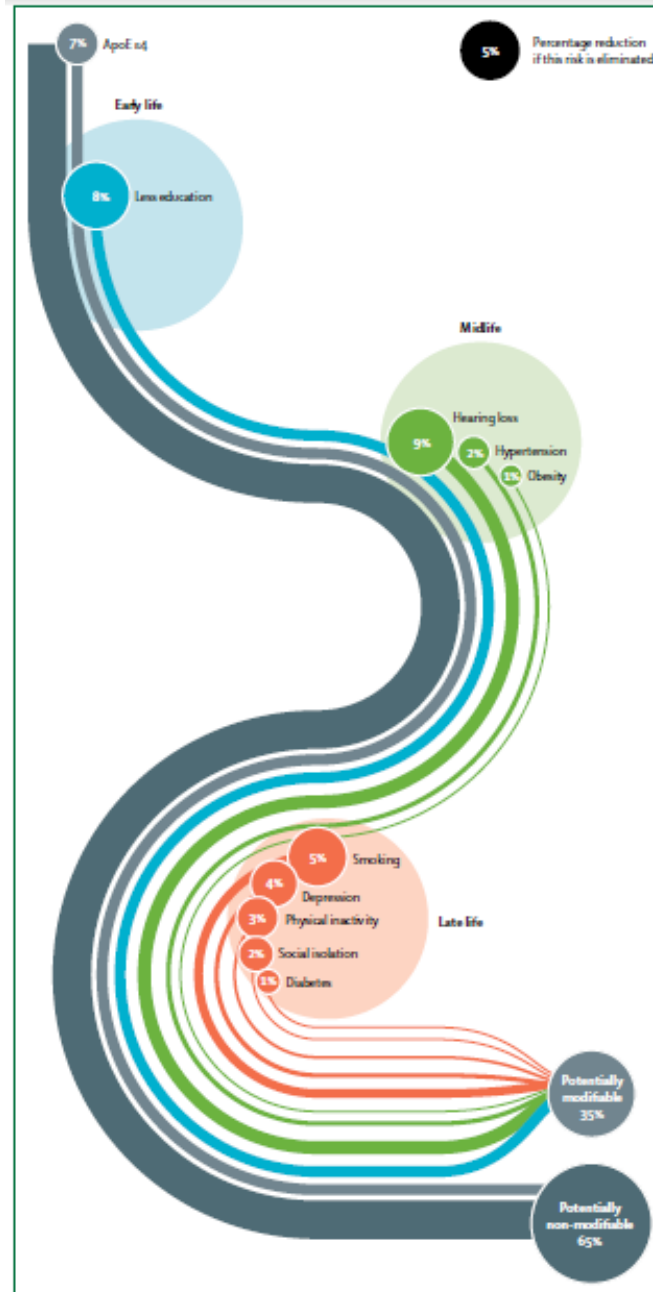 7% ApoE ε4
5% Percentage reduction
if this risk is eliminated
Early life
8% Less education
Midlife
Hearing loss
9%
2% Hypertension
1% Obesity
5% Smoking
4%
Depression
3% Physical inactivity
Late life
2% Social isolation
1% Diabetes
Potentially
modifiable
35%
Potentially
non-modifiable
65%